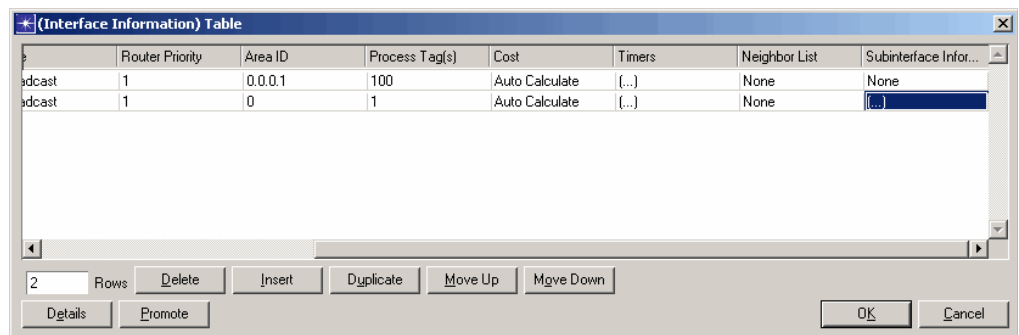 (Interface Information) Table
Router Priority Area ID Process Tag(s) Cost Timers Neighbor List Subinterface Infor...
adcast 1 0.0.0.1 100 Auto Calculate (...) None None
adcast 1 0 1 Auto Calculate (...) None (...)
2 Rows Delete Insert Duplicate Move Up Move Down
Details Promote OK Cancel